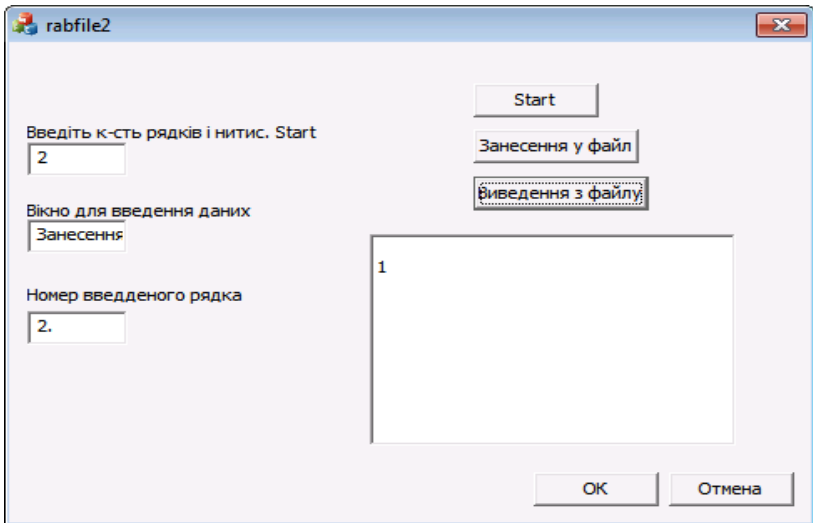 rabfile2
Start
Введіть к-сть рядків і нитис. Start
2
Занесення у файл
Виведення з файлу
Вікно для введення даних
Занесення
1
Номер введденого рядка
2.
OK
Отмена